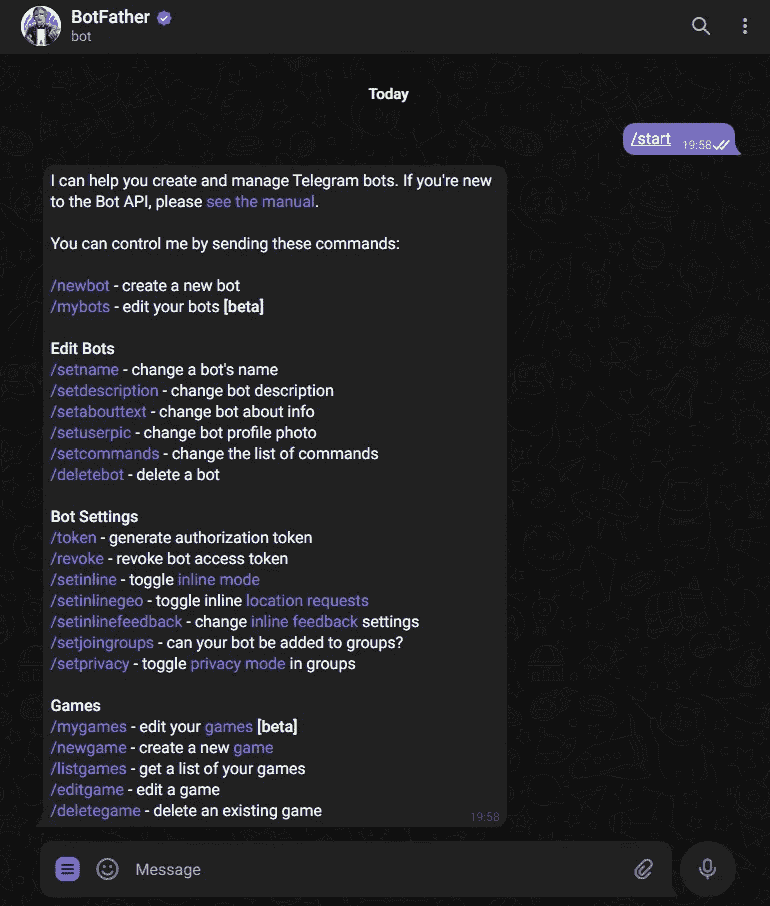 BotFather
bot
Today
/start 19:58
I can help you create and manage Telegram bots. If you're new
to the Bot API, please see the manual.
You can control me by sending these commands:
/newbot - create a new bot
/mybots - edit your bots [beta]
Edit Bots
/setname - change a bot's name
/setdescription - change bot description
/setabouttext - change bot about info
/setuserpic - change bot profile photo
/setcommands - change the list of commands
/deletebot - delete a bot
Bot Settings
/token - generate authorization token
/revoke - revoke bot access token
/setinline - toggle inline mode
/setinlinegeo - toggle inline location requests
/setinlinefeedback - change inline feedback settings
/setjoingroups - can your bot be added to groups?
/setprivacy - toggle privacy mode in groups
Games
/mygames - edit your games [beta]
/newgame - create a new game
/listgames - get a list of your games
/editgame - edit a game
/deletegame - delete an existing game
19:58
Message